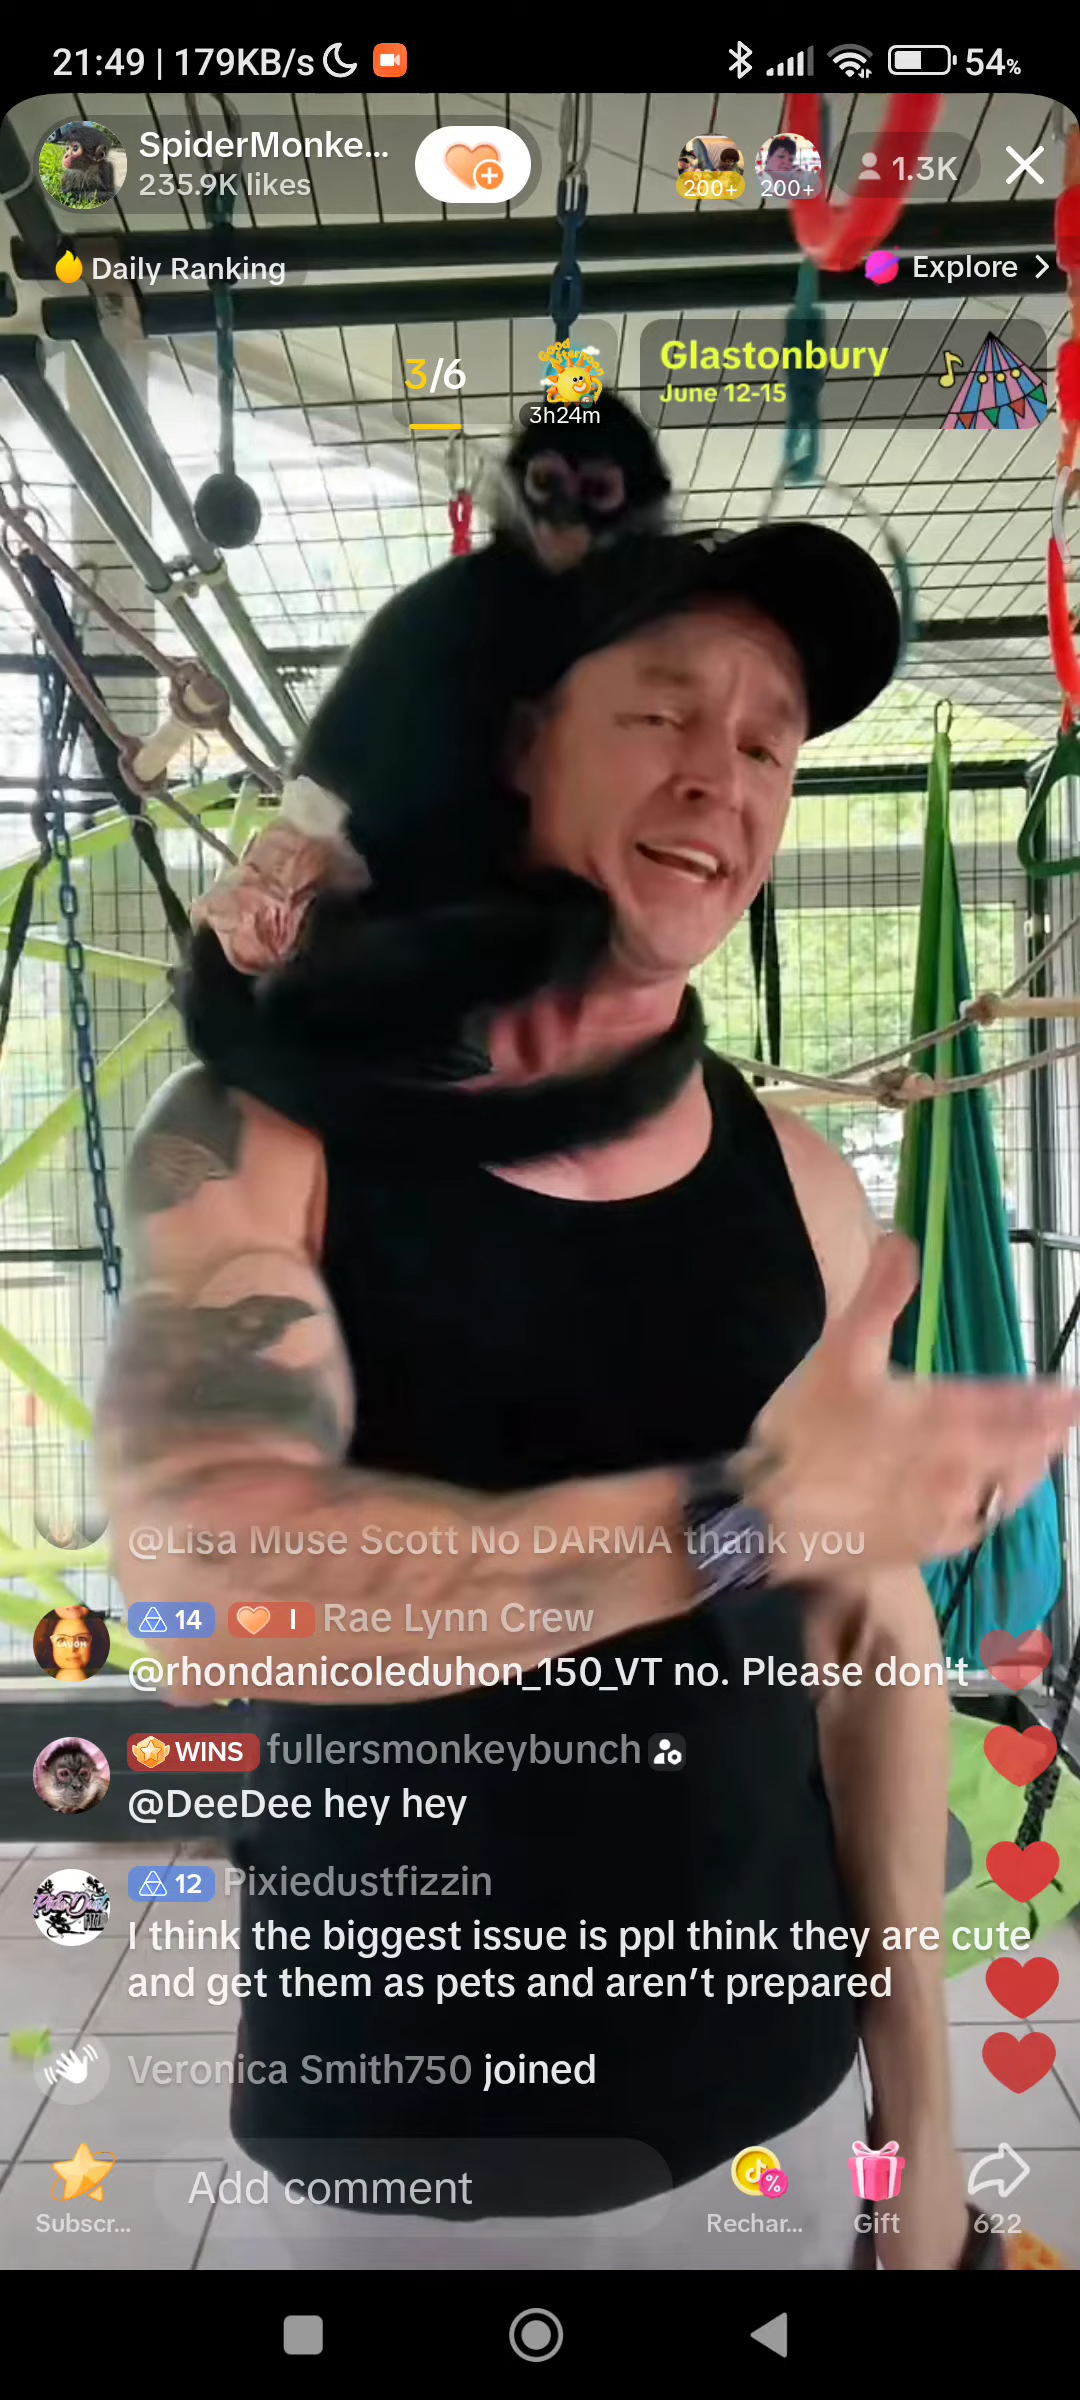 21:49 | 179KB/s
54%
SpiderMonke...
235.9K likes
200+
200+
1.3K
Daily Ranking
Explore
3/6
Good Afternoon
3h24m
Glastonbury
June 12-15
@Lisa Muse Scott No DARMA thank you
LAUGH
14
I
Rae Lynn Crew
@rhondanicoleduhon_150_VT no. Please don't
WINS
fullersmonkeybunch
@DeeDee hey hey
12
Pixiedustfizzin
I think the biggest issue is ppl think they are cute
and get them as pets and aren’t prepared
Veronica Smith750 joined
Subscr...
Add comment
Rechar...
Gift
622